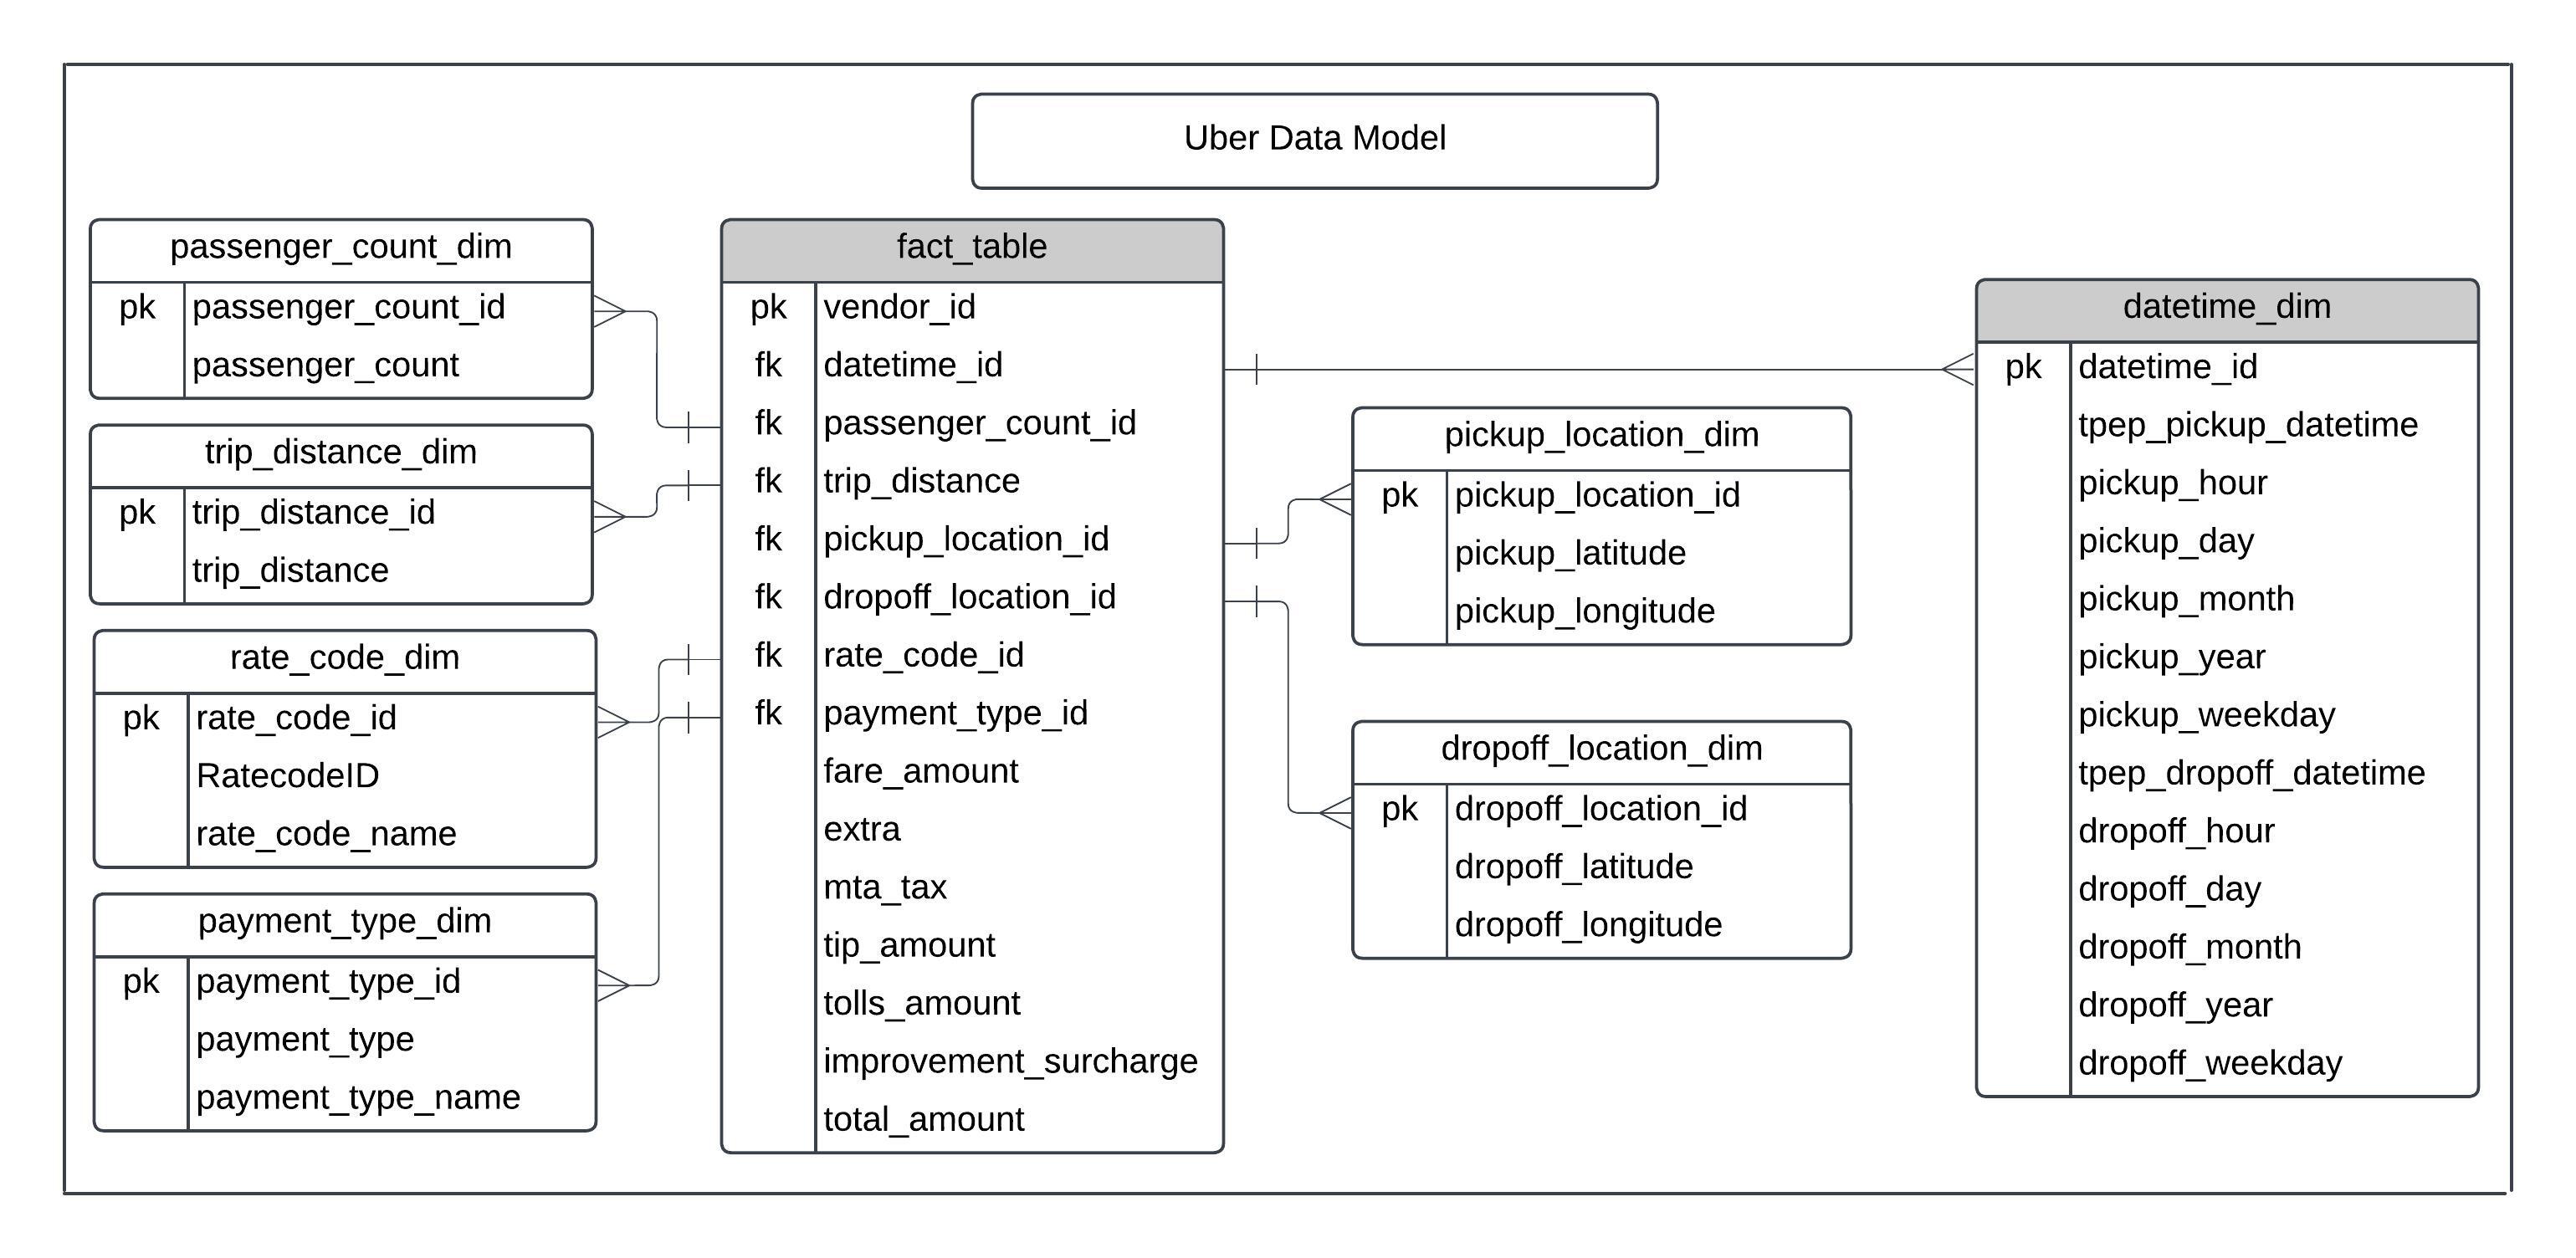 Uber Data Model
passenger_count_dim
pk passenger_count_id
passenger_count
trip_distance_dim
pk trip_distance_id
trip_distance
rate_code_dim
pk rate_code_id
RatecodeID
rate_code_name
payment_type_dim
pk payment_type_id
payment_type
payment_type_name
fact_table
pk vendor_id
fk datetime_id
fk passenger_count_id
fk trip_distance
fk pickup_location_id
fk dropoff_location_id
fk rate_code_id
fk payment_type_id
fare_amount
extra
mta_tax
tip_amount
tolls_amount
improvement_surcharge
total_amount
pickup_location_dim
pk pickup_location_id
pickup_latitude
pickup_longitude
dropoff_location_dim
pk dropoff_location_id
dropoff_latitude
dropoff_longitude
datetime_dim
pk datetime_id
tpep_pickup_datetime
pickup_hour
pickup_day
pickup_month
pickup_year
pickup_weekday
tpep_dropoff_datetime
dropoff_hour
dropoff_day
dropoff_month
dropoff_year
dropoff_weekday